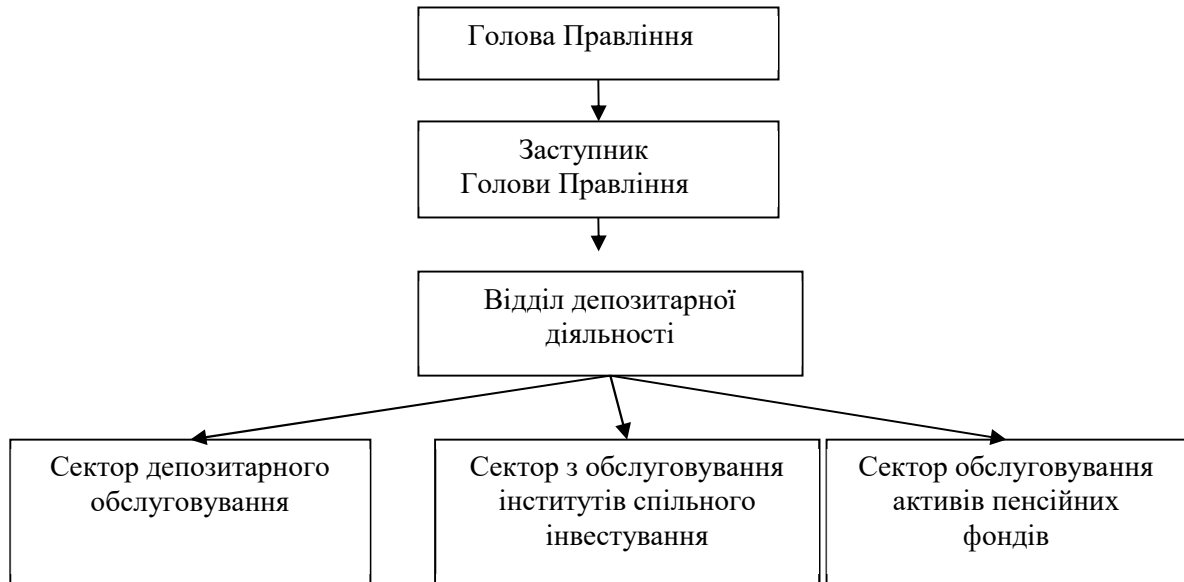 Голова Правління
Заступник
Голови Правління
Відділ депозитарної
діяльності
Сектор депозитарного
обслуговування
Сектор з обслуговування
інститутів спільного
інвестування
Сектор обслуговування
активів пенсійних
фондів